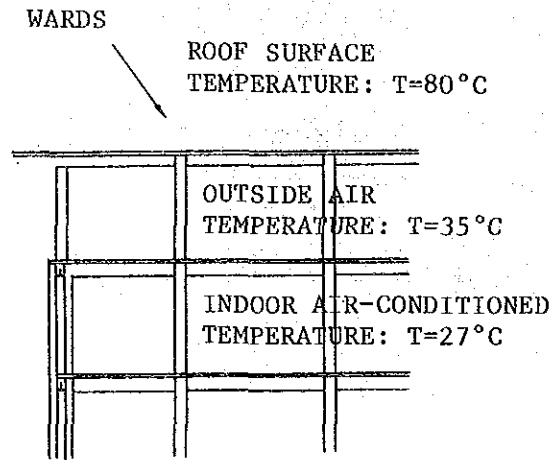 WARDS
ROOF SURFACE
TEMPERATURE: T=80°C
OUTSIDE AIR
TEMPERATURE: T=35°C
INDOOR AIR-CONDITIONED
TEMPERATURE: T=27°C